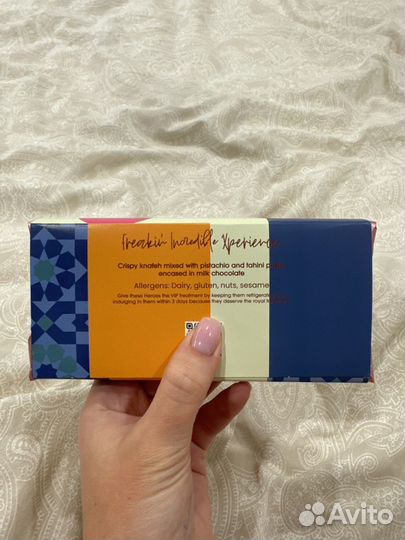 Freakin' Incredible Xperience
Crispy knafeh mixed with pistachio and tahini
encased in milk chocolate
Allergens: Dairy, gluten, nuts, sesame
Give these Heroes the VIP treatment by keeping them refrigerated
indulging in them within 3 days because they deserve the royal
Avito